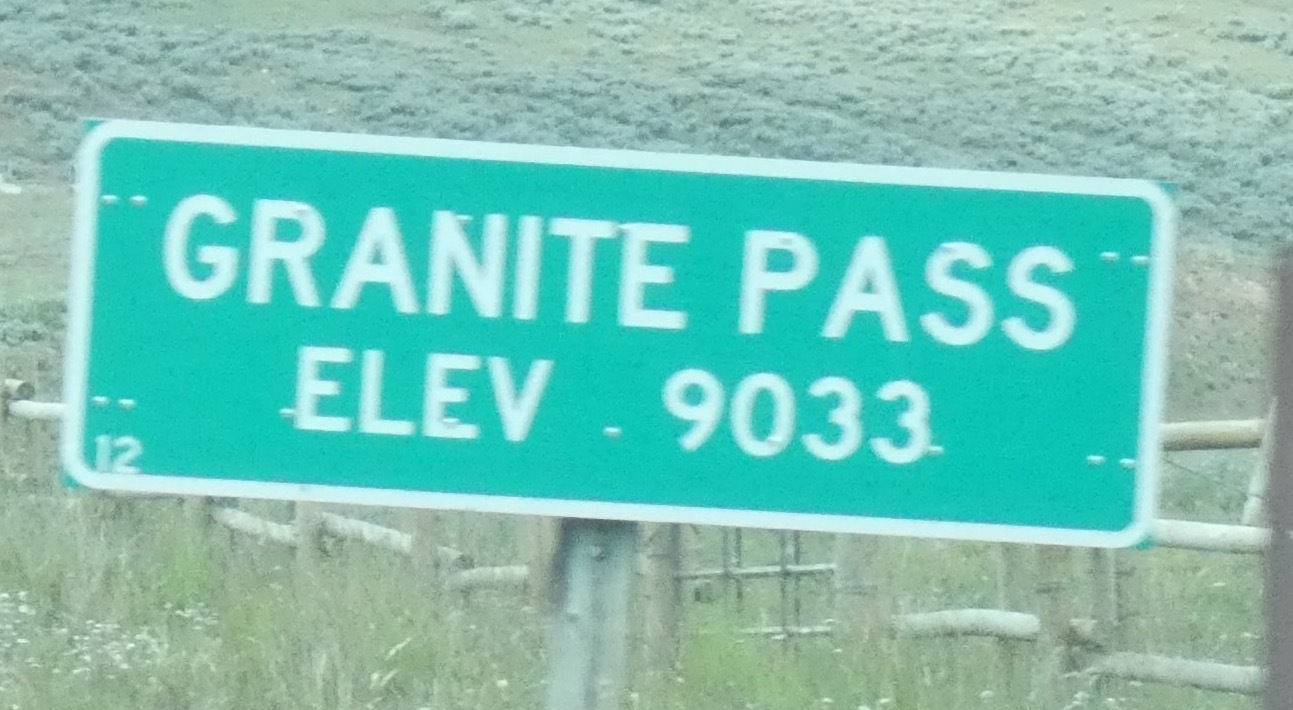 GRANITE PASS
ELEV 9033
12